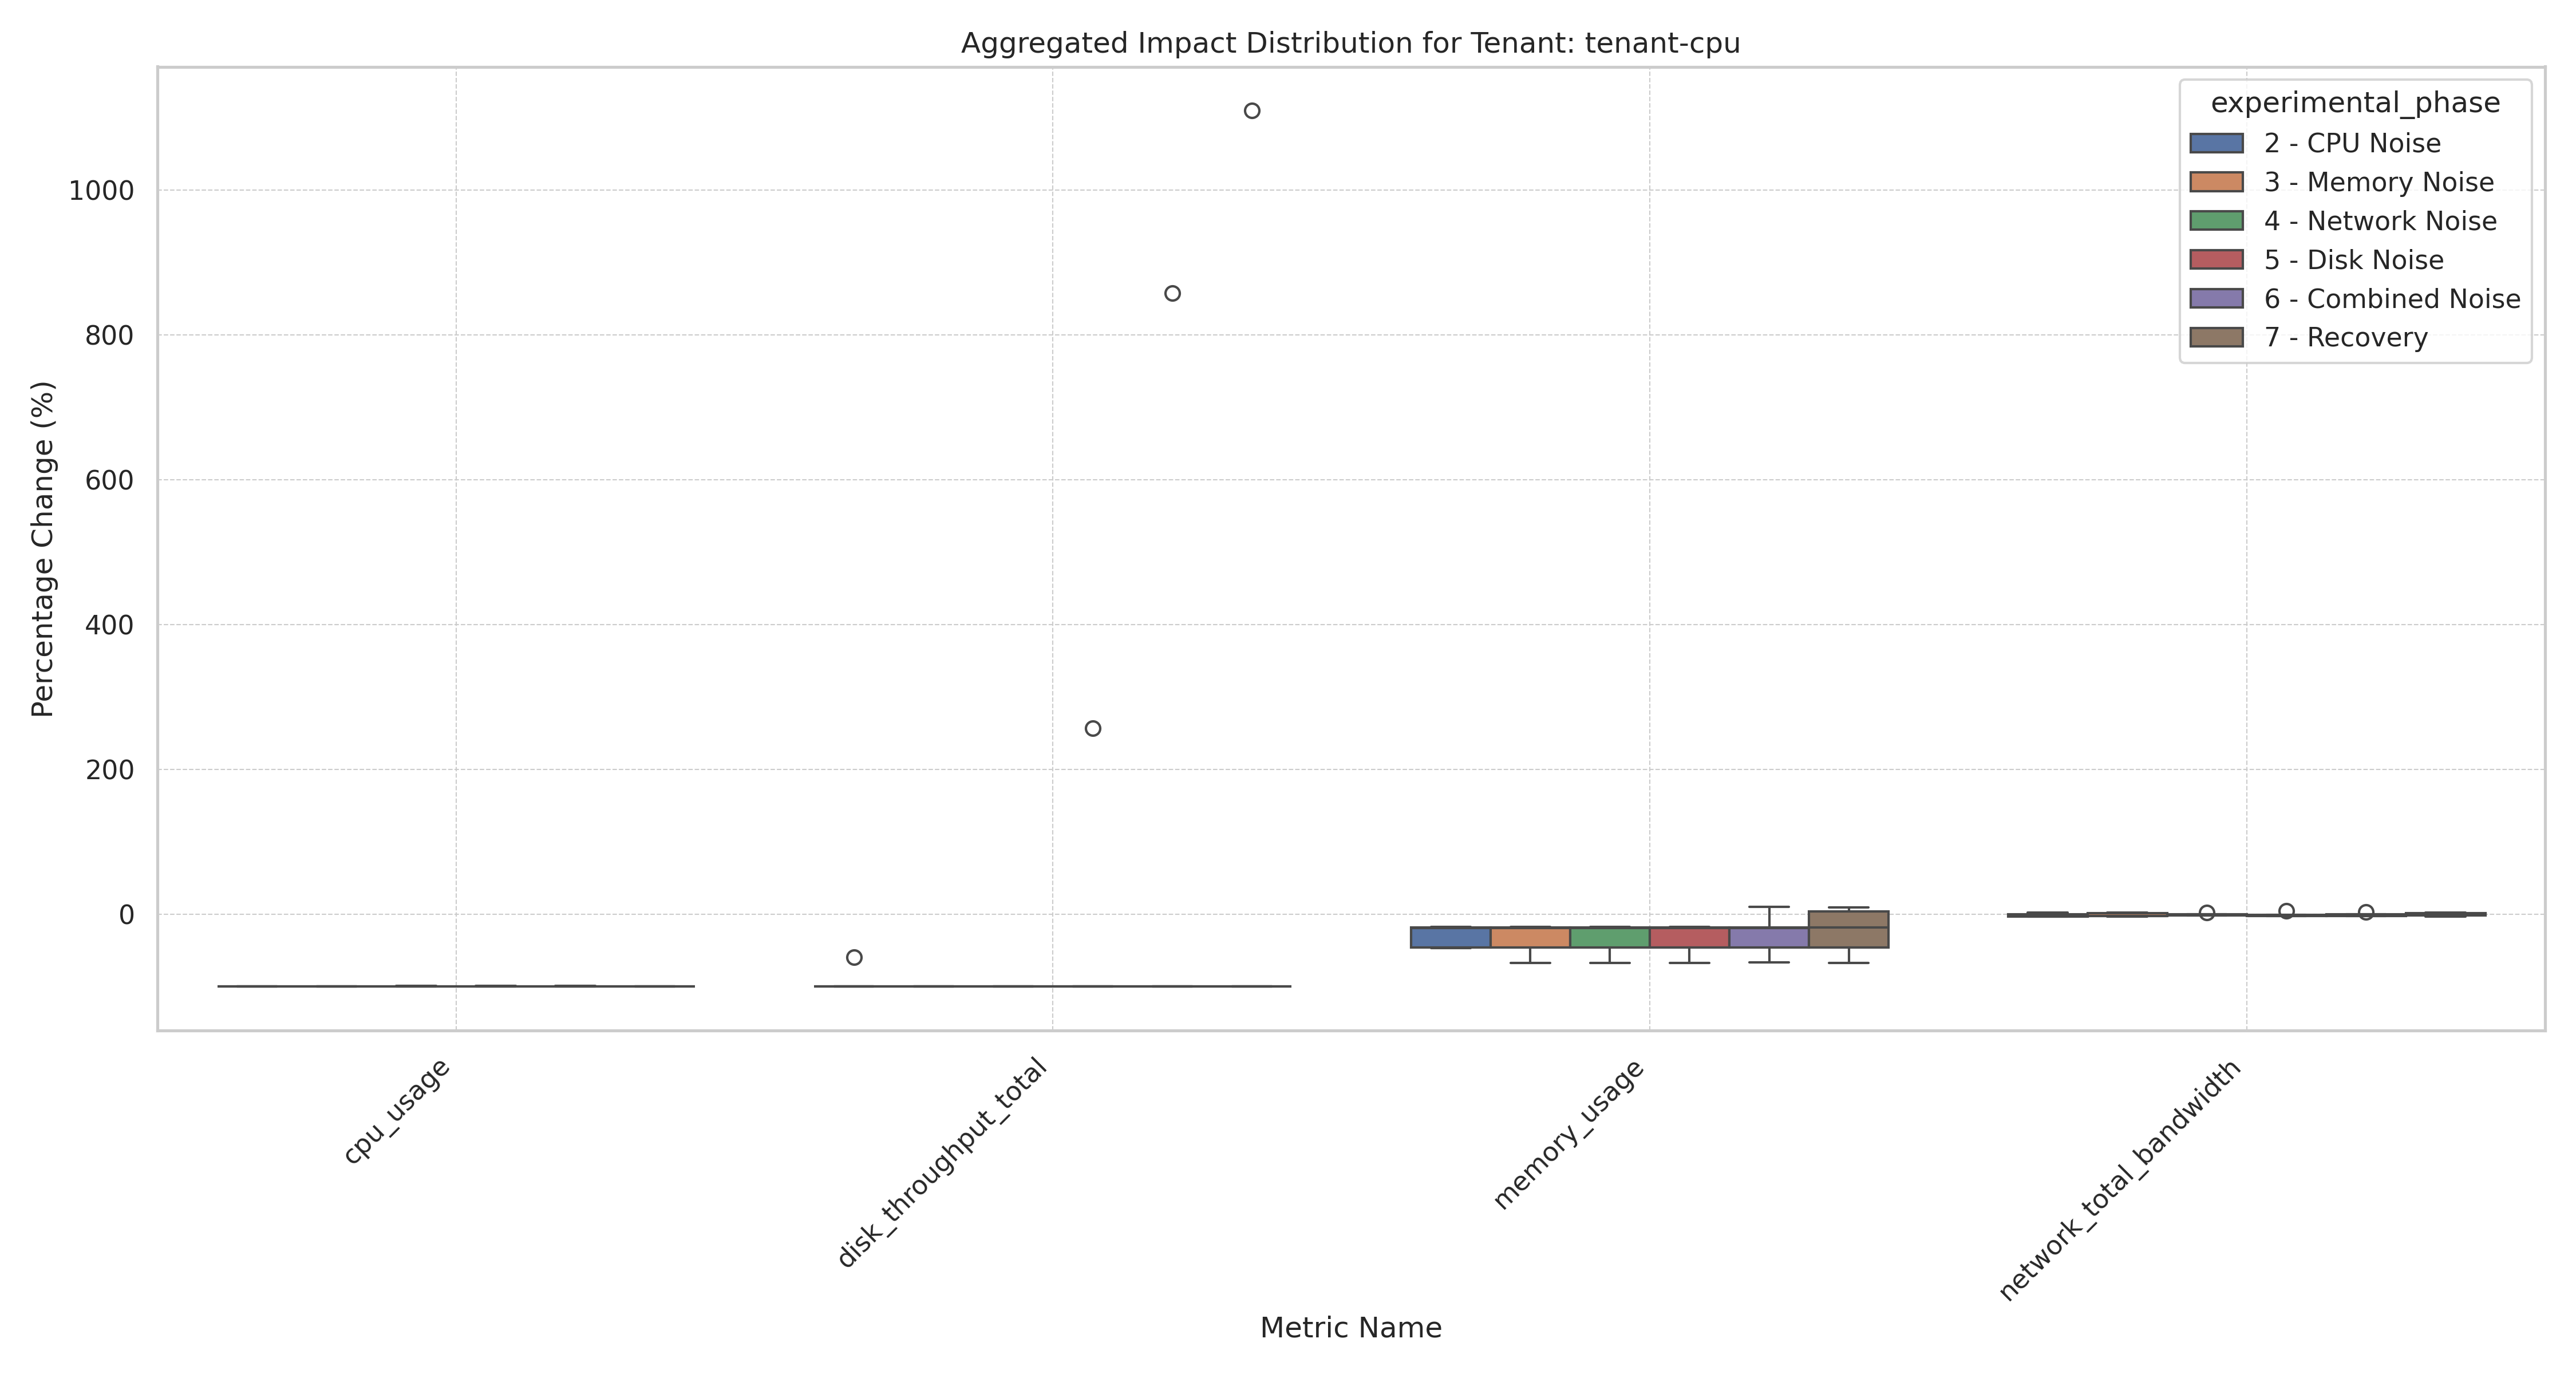 Aggregated Impact Distribution for Tenant: tenant-cpu
experimental_phase
2 - CPU Noise
3 - Memory Noise
4 - Network Noise
5 - Disk Noise
6 - Combined Noise
7 - Recovery
Percentage Change (%)
1000
800
600
400
200
0
cpu_usage
disk_throughput_total
memory_usage
network_total_bandwidth
Metric Name